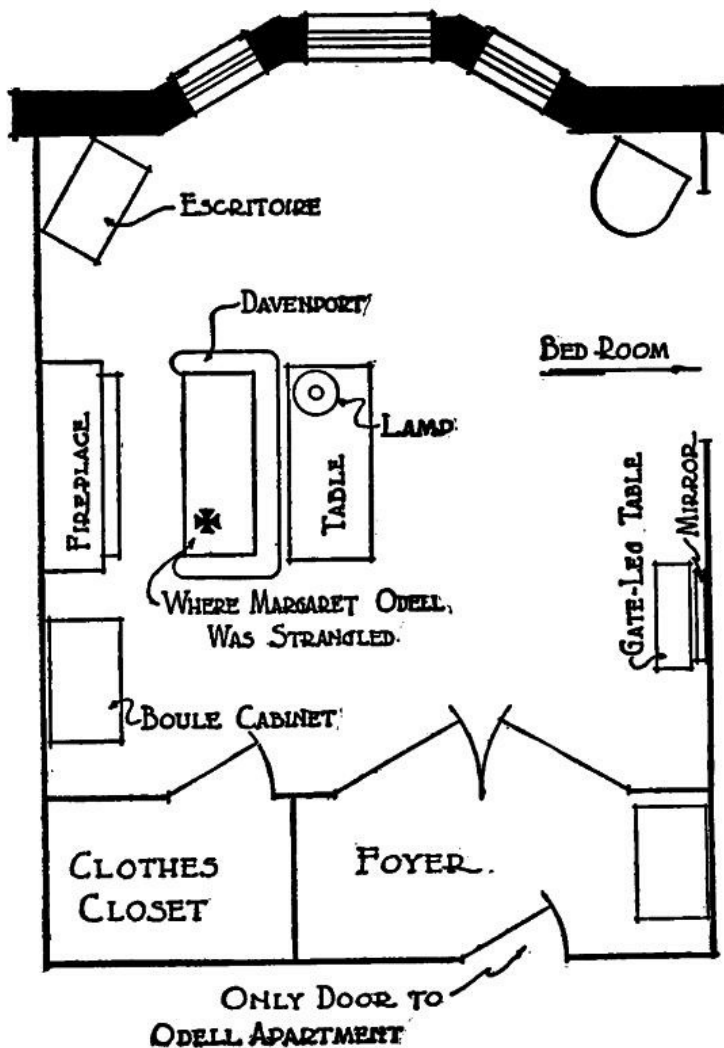 ESCRITOIRE
DAVENPORT
BED-ROOM
LAMP
FIREPLACE
TABLE
GATE-LEG TABLE
MIRROR
WHERE MARGARET ODELL
WAS STRANGLED.
BOULE CABINET
CLOTHES
CLOSET
FOYER.
ONLY DOOR TO
ODELL APARTMENT